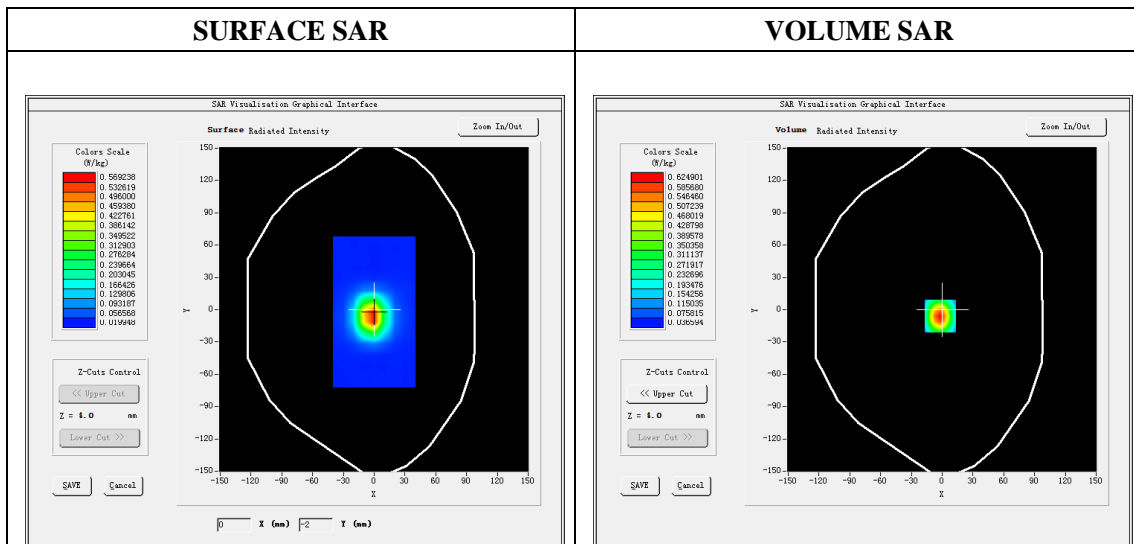 SURFACE SAR
VOLUME SAR
SAR Visualisation Graphical Interface
Surface Radiated Intensity
Zoom In/Out
Colors Scale
(W/kg)
0.569238
0.532619
0.496000
0.459380
0.422761
0.386142
0.349522
0.312903
0.276284
0.239664
0.203045
0.166426
0.129806
0.093187
0.056568
0.019948
Z-Cuts Control
<< Upper Cut
Z = 4.0 mm
Lower Cut >>
SAVE
Cancel
150
120
90
60
30
0
-30
-60
-90
-120
-150
Y
-150 -120 -90 -60 -30 0 30 60 90 120 150
X
0 X (mm) -2 Y (mm)
SAR Visualisation Graphical Interface
Volume Radiated Intensity
Zoom In/Out
Colors Scale
(W/kg)
0.624901
0.585680
0.546460
0.507239
0.468019
0.428798
0.389578
0.350358
0.311137
0.271917
0.232696
0.193476
0.154256
0.115035
0.075815
0.036594
Z-Cuts Control
<< Upper Cut
Z = 4.0 mm
Lower Cut >>
SAVE
Cancel
150
120
90
60
30
0
-30
-60
-90
-120
-150
Y
-150 -120 -90 -60 -30 0 30 60 90 120 150
X